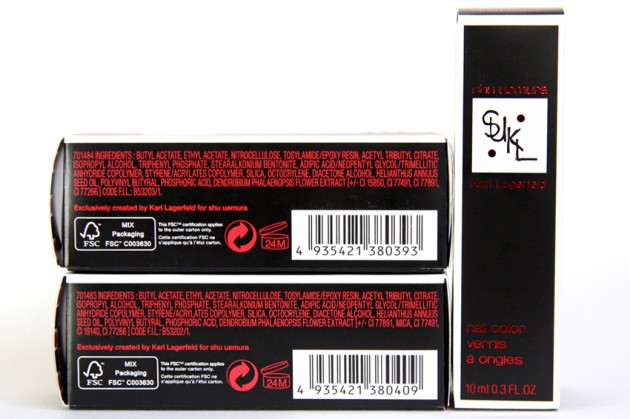 701484 INGREDIENTS : BUTYL ACETATE, ETHYL ACETATE, NITROCELLULOSE, TOSYLAMIDE/EPOXY RESIN, ACETYL TRIBUTYL CITRATE,
ISOPROPYL ALCOHOL, TRIPHENYL PHOSPHATE, STEARALKONIUM BENTONITE, ADIPIC ACID/NEOPENTYL GLYCOL/TRIMELLITIC
ANHYDRIDE COPOLYMER, STYRENE/ACRYLATES COPOLYMER, SILICA, OCTOCRYLENE, DIACETONE ALCOHOL, HELIANTHUS ANNUUS
SEED OIL, POLYVINYL BUTYRAL, PHOSPHORIC ACID, DENDROBIUM PHALAENOPSIS FLOWER EXTRACT [+/- CI 15850, CI 77491, CI 77891,
CI 77266 ] CODE F.I.L.: B53203/1.
Exclusively created by Karl Lagerfeld for shu uemura
FSC
MIX
Packaging
FSC™ C003630
This FSC™ certification applies
to the outer carton only.
Cette certification FSC ne
s'applique qu'à l'étui carton.
24M
4 935421 380393
701483 INGREDIENTS : BUTYL ACETATE, ETHYL ACETATE, NITROCELLULOSE, TOSYLAMIDE/EPOXY RESIN, ACETYL TRIBUTYL CITRATE,
ISOPROPYL ALCOHOL, TRIPHENYL PHOSPHATE, STEARALKONIUM BENTONITE, ADIPIC ACID/NEOPENTYL GLYCOL/TRIMELLITIC
ANHYDRIDE COPOLYMER, STYRENE/ACRYLATES COPOLYMER, SILICA, OCTOCRYLENE, DIACETONE ALCOHOL, HELIANTHUS ANNUUS
SEED OIL, POLYVINYL BUTYRAL, PHOSPHORIC ACID, DENDROBIUM PHALAENOPSIS FLOWER EXTRACT [+/- CI 77891, MICA, CI 77491,
CI 19140, CI 77266 ] CODE F.I.L.: B53202/1.
Exclusively created by Karl Lagerfeld for shu uemura
FSC
MIX
Packaging
FSC™ C003630
This FSC™ certification applies
to the outer carton only.
Cette certification FSC ne
s'applique qu'à l'étui carton.
24M
4 935421 380409
shu uemura
SUKL
Karl Lagerfeld
nail color
vernis
à ongles
10 ml 0.3 FL.OZ